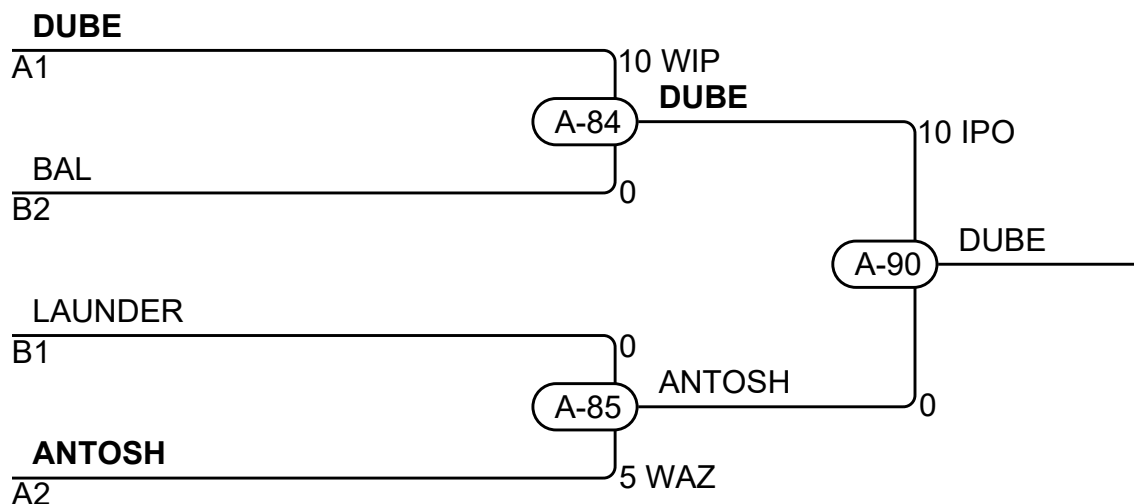 DUBE
A1
10 WIP
DUBE
A-84
10 IPO
BAL
0
B2
DUBE
A-90
LAUNDER
B1
0
ANTOSH
A-85
0
ANTOSH
5 WAZ
A2